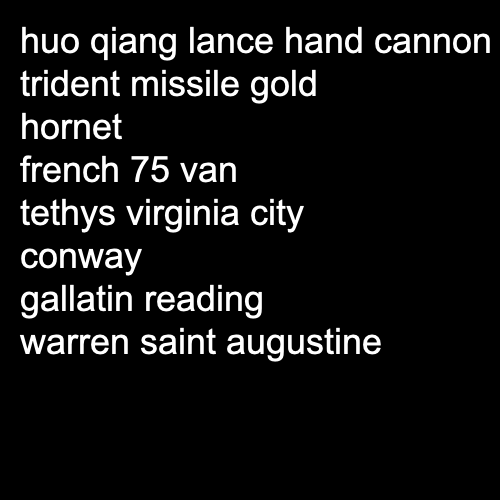 huo qiang lance hand cannon
trident missile gold
hornet
french 75 van
tethys virginia city
conway
gallatin reading
warren saint augustine